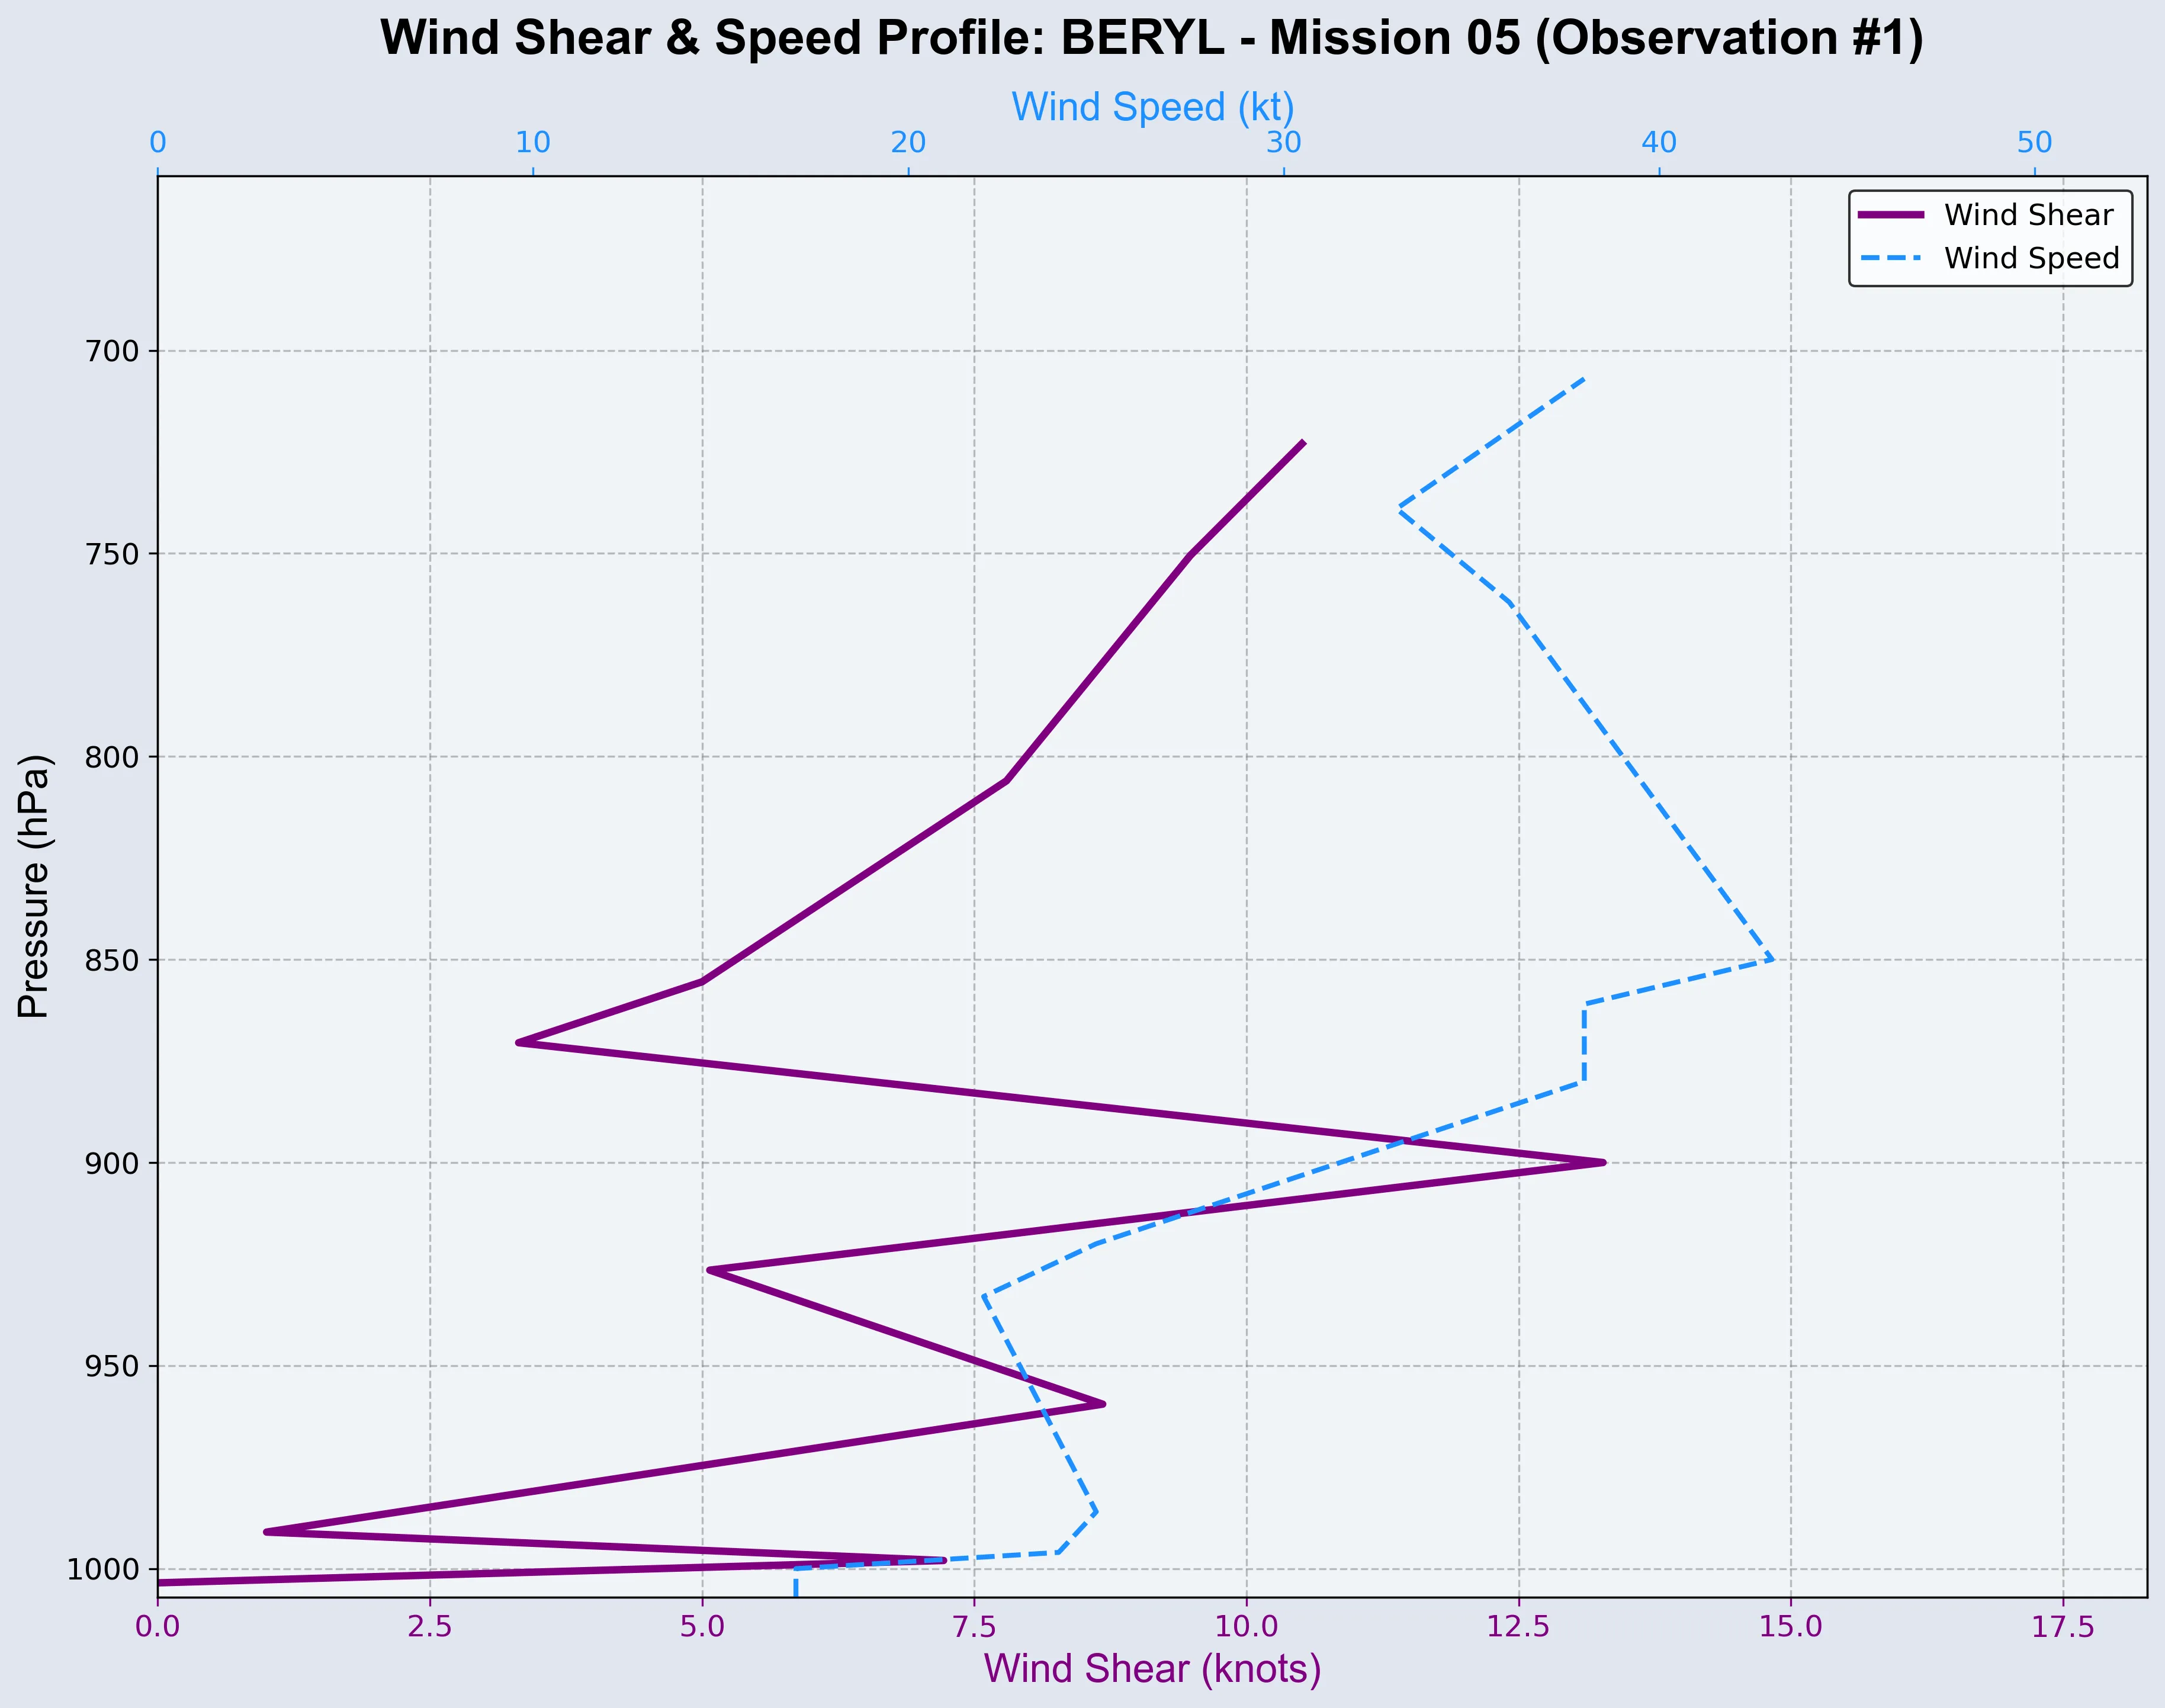 Wind Shear & Speed Profile: BERYL - Mission 05 (Observation #1)
Wind Speed (kt)
0 10 20 30 40 50
Wind Shear
Wind Speed
Pressure (hPa)
700
750
800
850
900
950
1000
0.0 2.5 5.0 7.5 10.0 12.5 15.0 17.5
Wind Shear (knots)